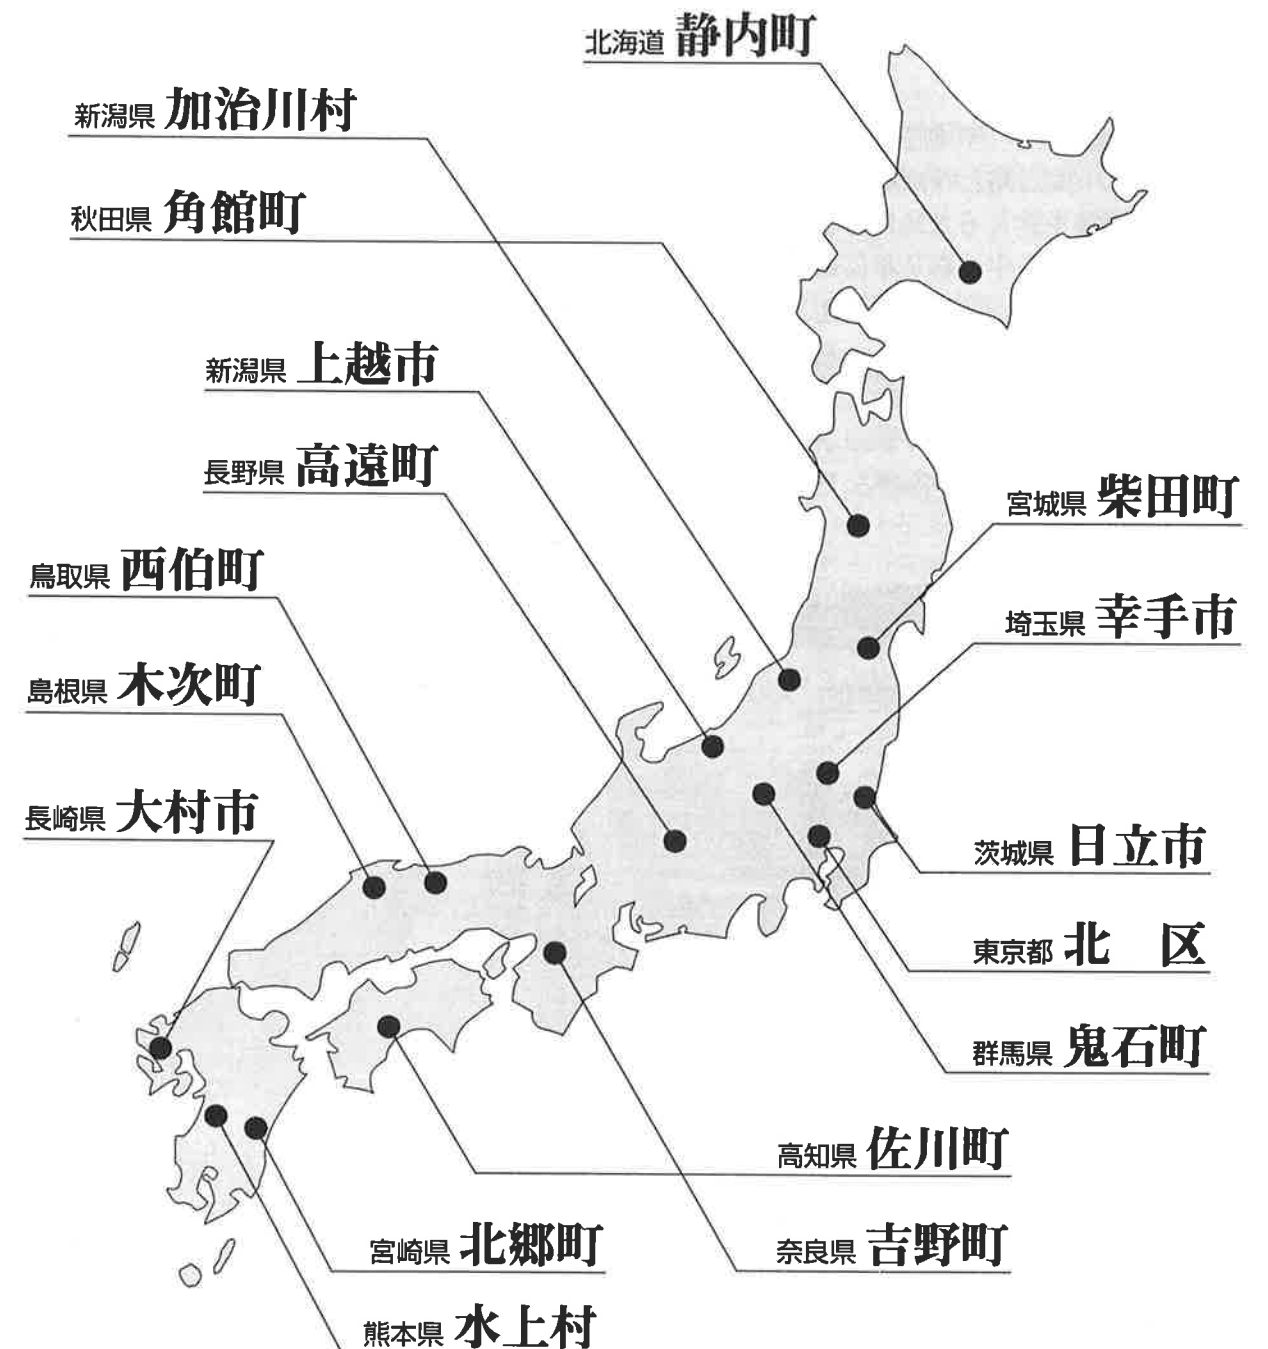 北海道 静内町
新潟県 加治川村
秋田県 角館町
新潟県 上越市
長野県 高遠町
宮城県 柴田町
鳥取県 西伯町
埼玉県 幸手市
島根県 木次町
長崎県 大村市
茨城県 日立市
東京都 北　区
群馬県 鬼石町
高知県 佐川町
宮崎県 北郷町
奈良県 吉野町
熊本県 水上村